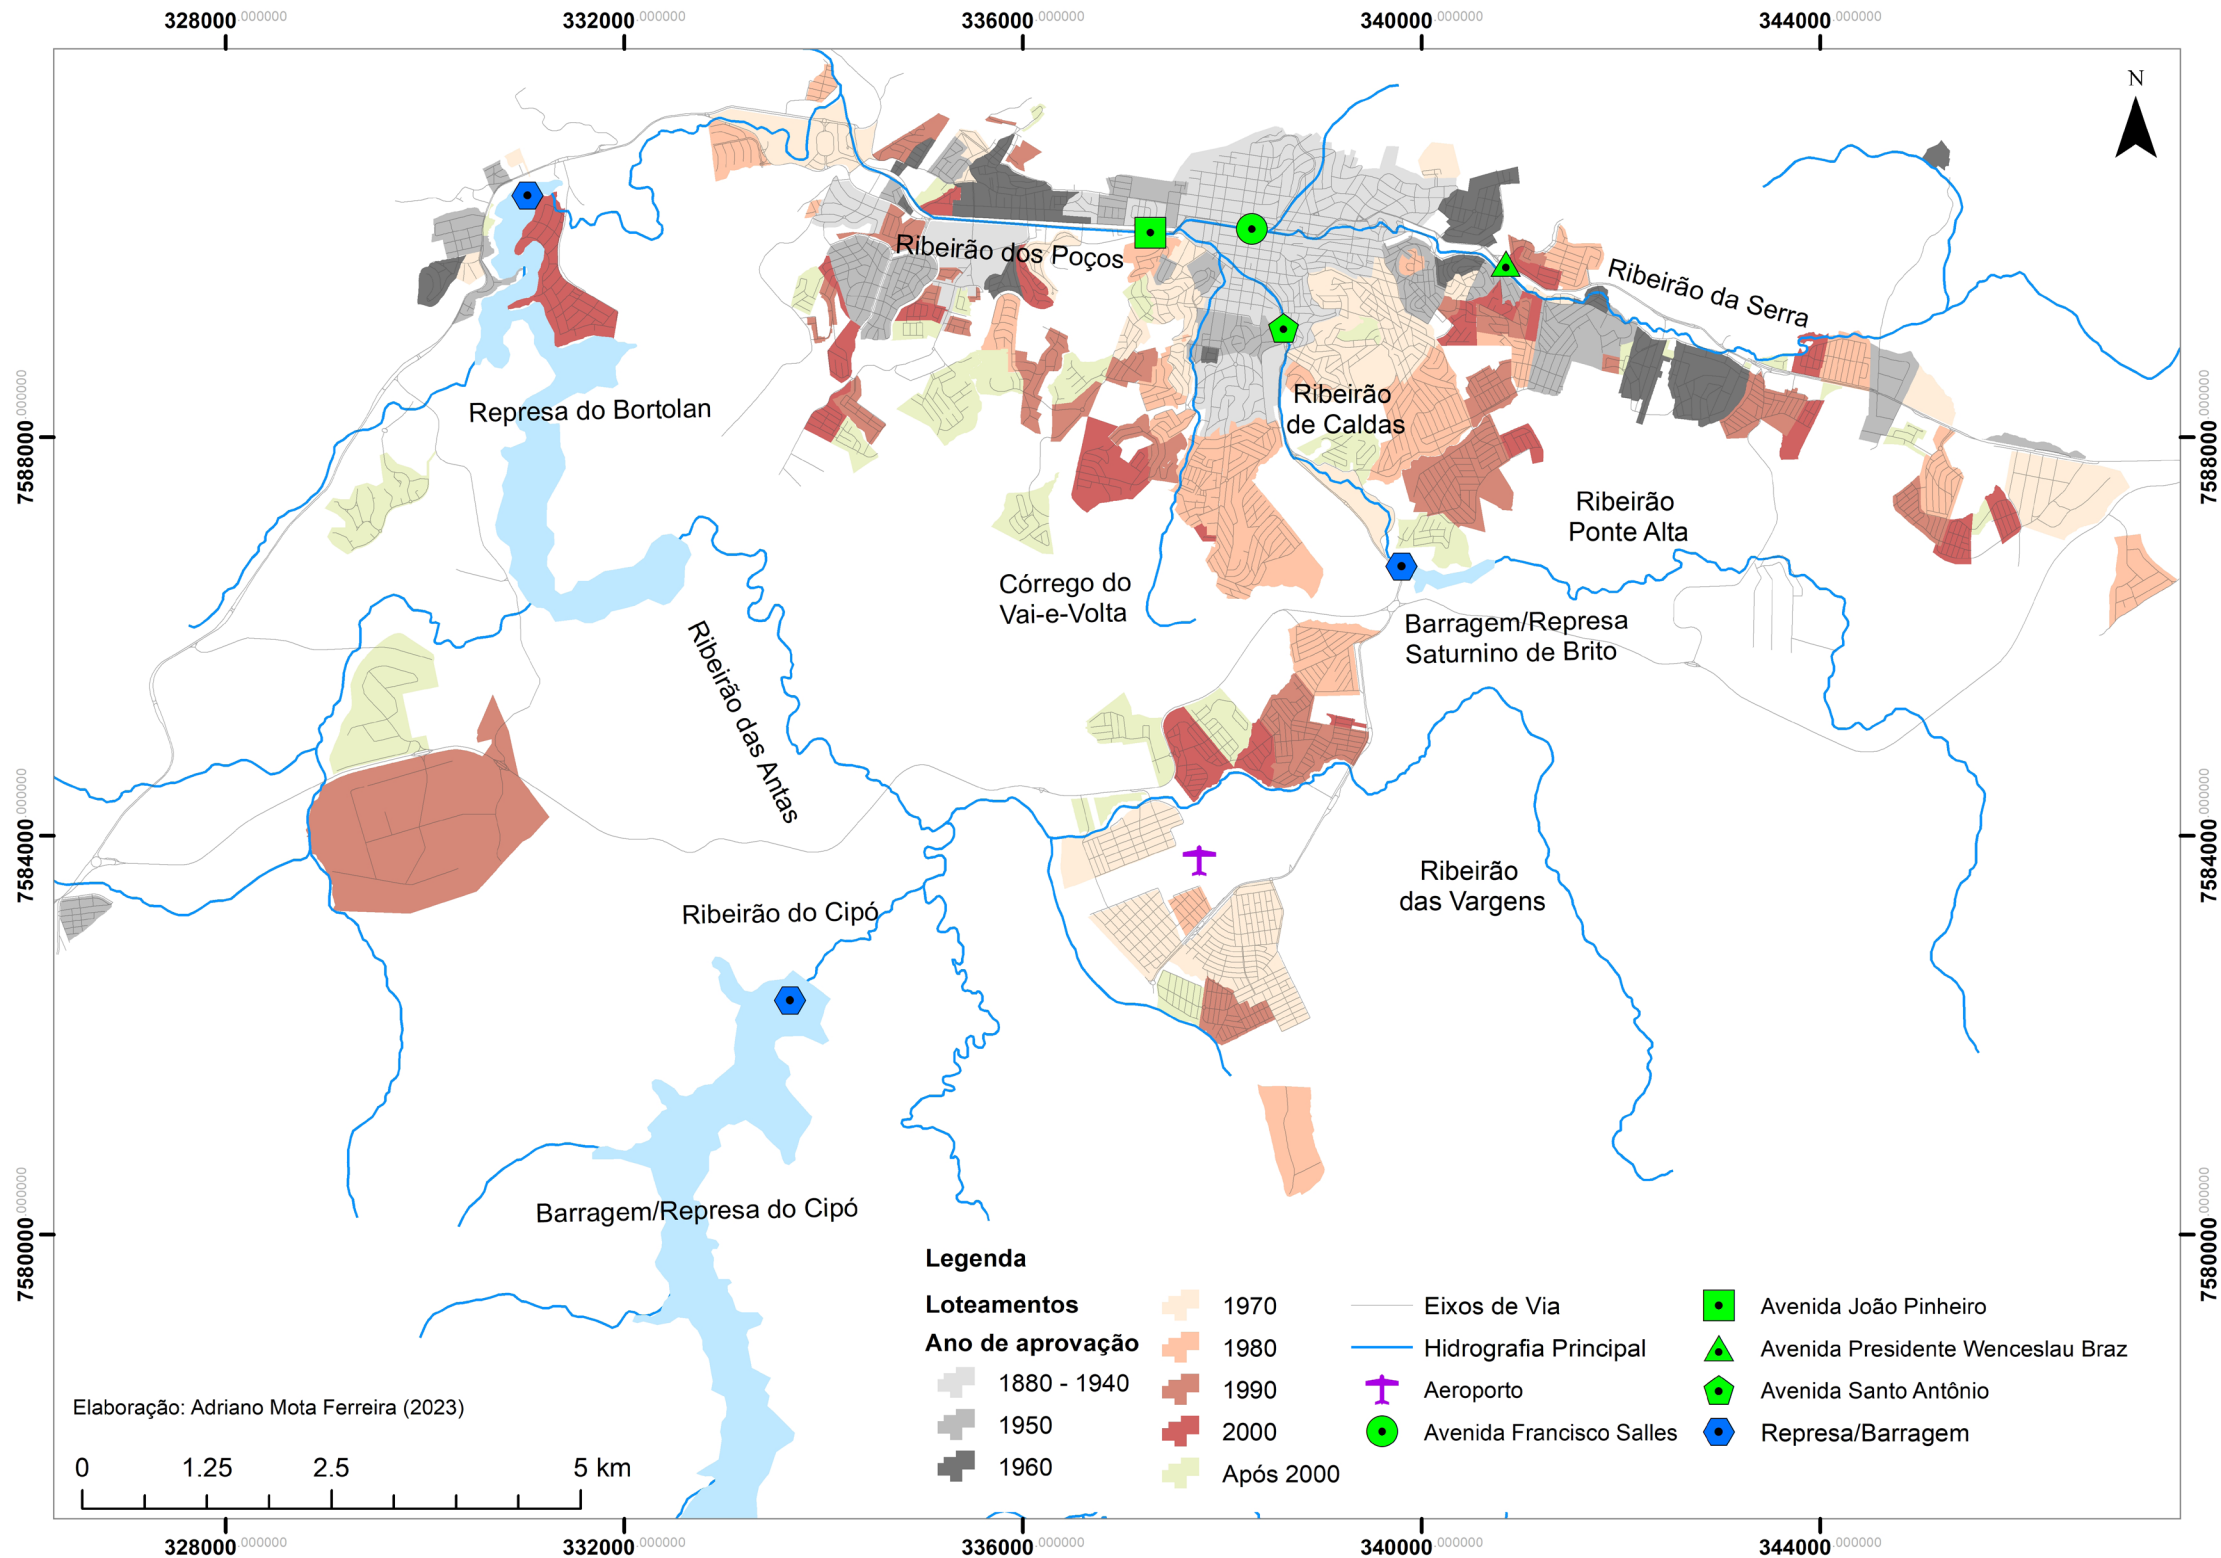 328000.000000 332000.000000 336000.000000 340000.000000 344000.000000
N
7588000.000000
7588000.000000
7584000.000000
7584000.000000
7580000.000000
7580000.000000
Ribeirão dos Poços
Ribeirão da Serra
Represa do Bortolan
Ribeirão
de Caldas
Ribeirão
Ponte Alta
Córrego do
Vai-e-Volta
Barragem/Represa
Saturnino de Brito
Ribeirão das Antas
Ribeirão do Cipó
Ribeirão
das Vargens
Barragem/Represa do Cipó
Legenda
Loteamentos
Ano de aprovação
1880 - 1940
1950
1960
1970
1980
1990
2000
Após 2000
Eixos de Via
Hidrografia Principal
Aeroporto
Avenida Francisco Salles
Avenida João Pinheiro
Avenida Presidente Wenceslau Braz
Avenida Santo Antônio
Represa/Barragem
Elaboração: Adriano Mota Ferreira (2023)
0 1.25 2.5 5 km
328000.000000 332000.000000 336000.000000 340000.000000 344000.000000